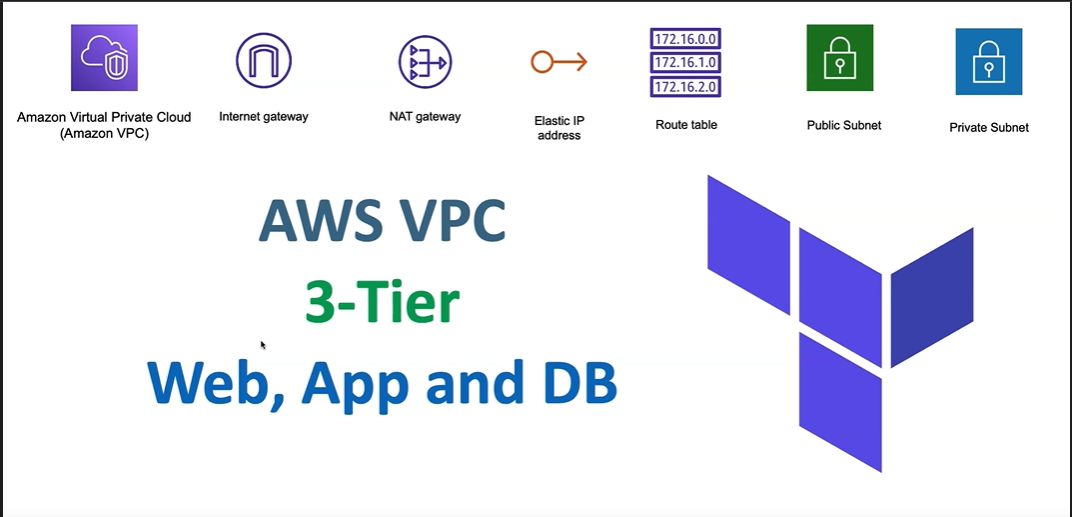 172.16.0.0
172.16.1.0
172.16.2.0
Amazon Virtual Private Cloud
(Amazon VPC)
Internet gateway
NAT gateway
Elastic IP
address
Route table
Public Subnet
Private Subnet
AWS VPC
3-Tier
Web, App and DB